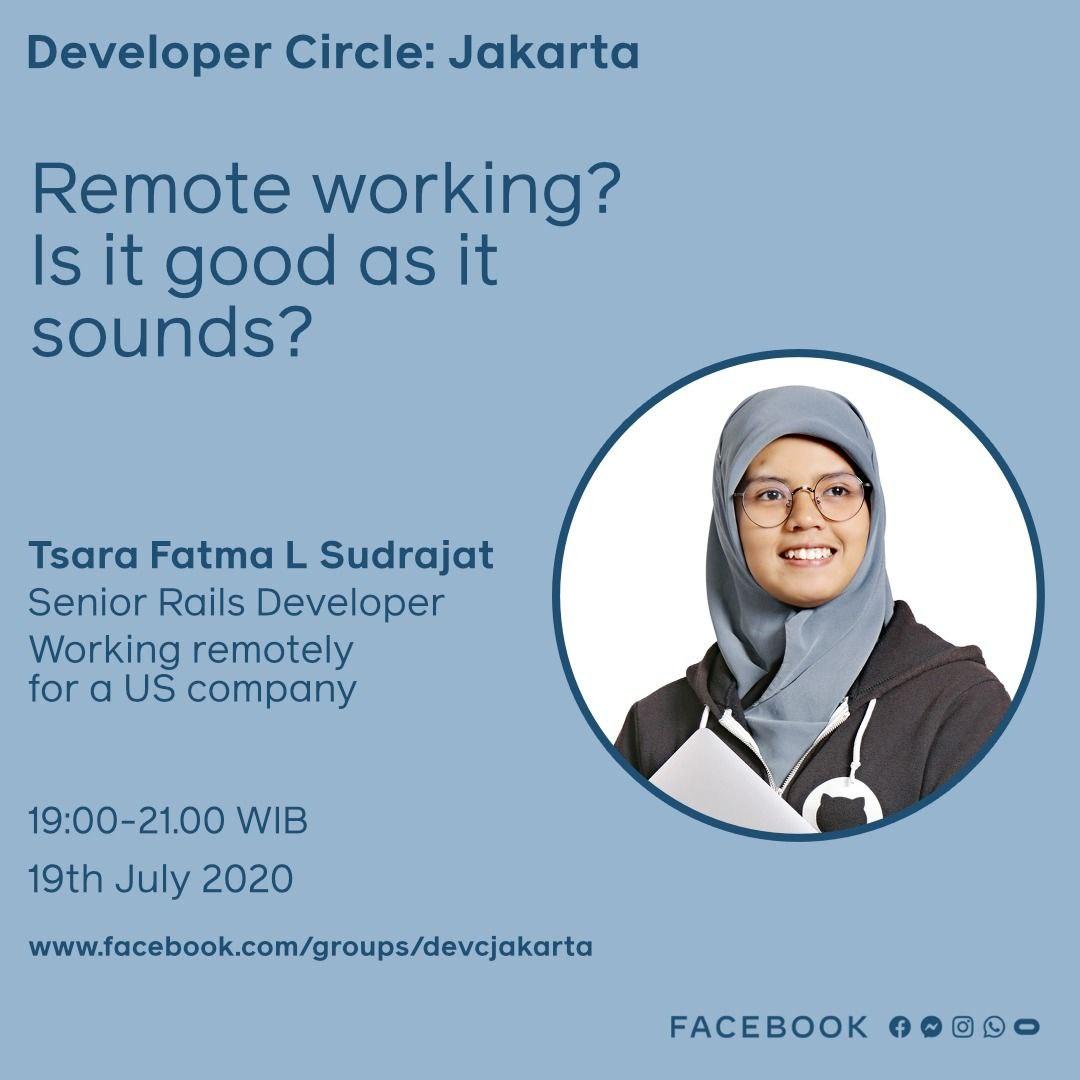 Developer Circle: Jakarta
Remote working?
Is it good as it
sounds?
Tsara Fatma L Sudrajat
Senior Rails Developer
Working remotely
for a US company
19:00-21.00 WIB
19th July 2020
www.facebook.com/groups/devcjakarta
FACEBOOK